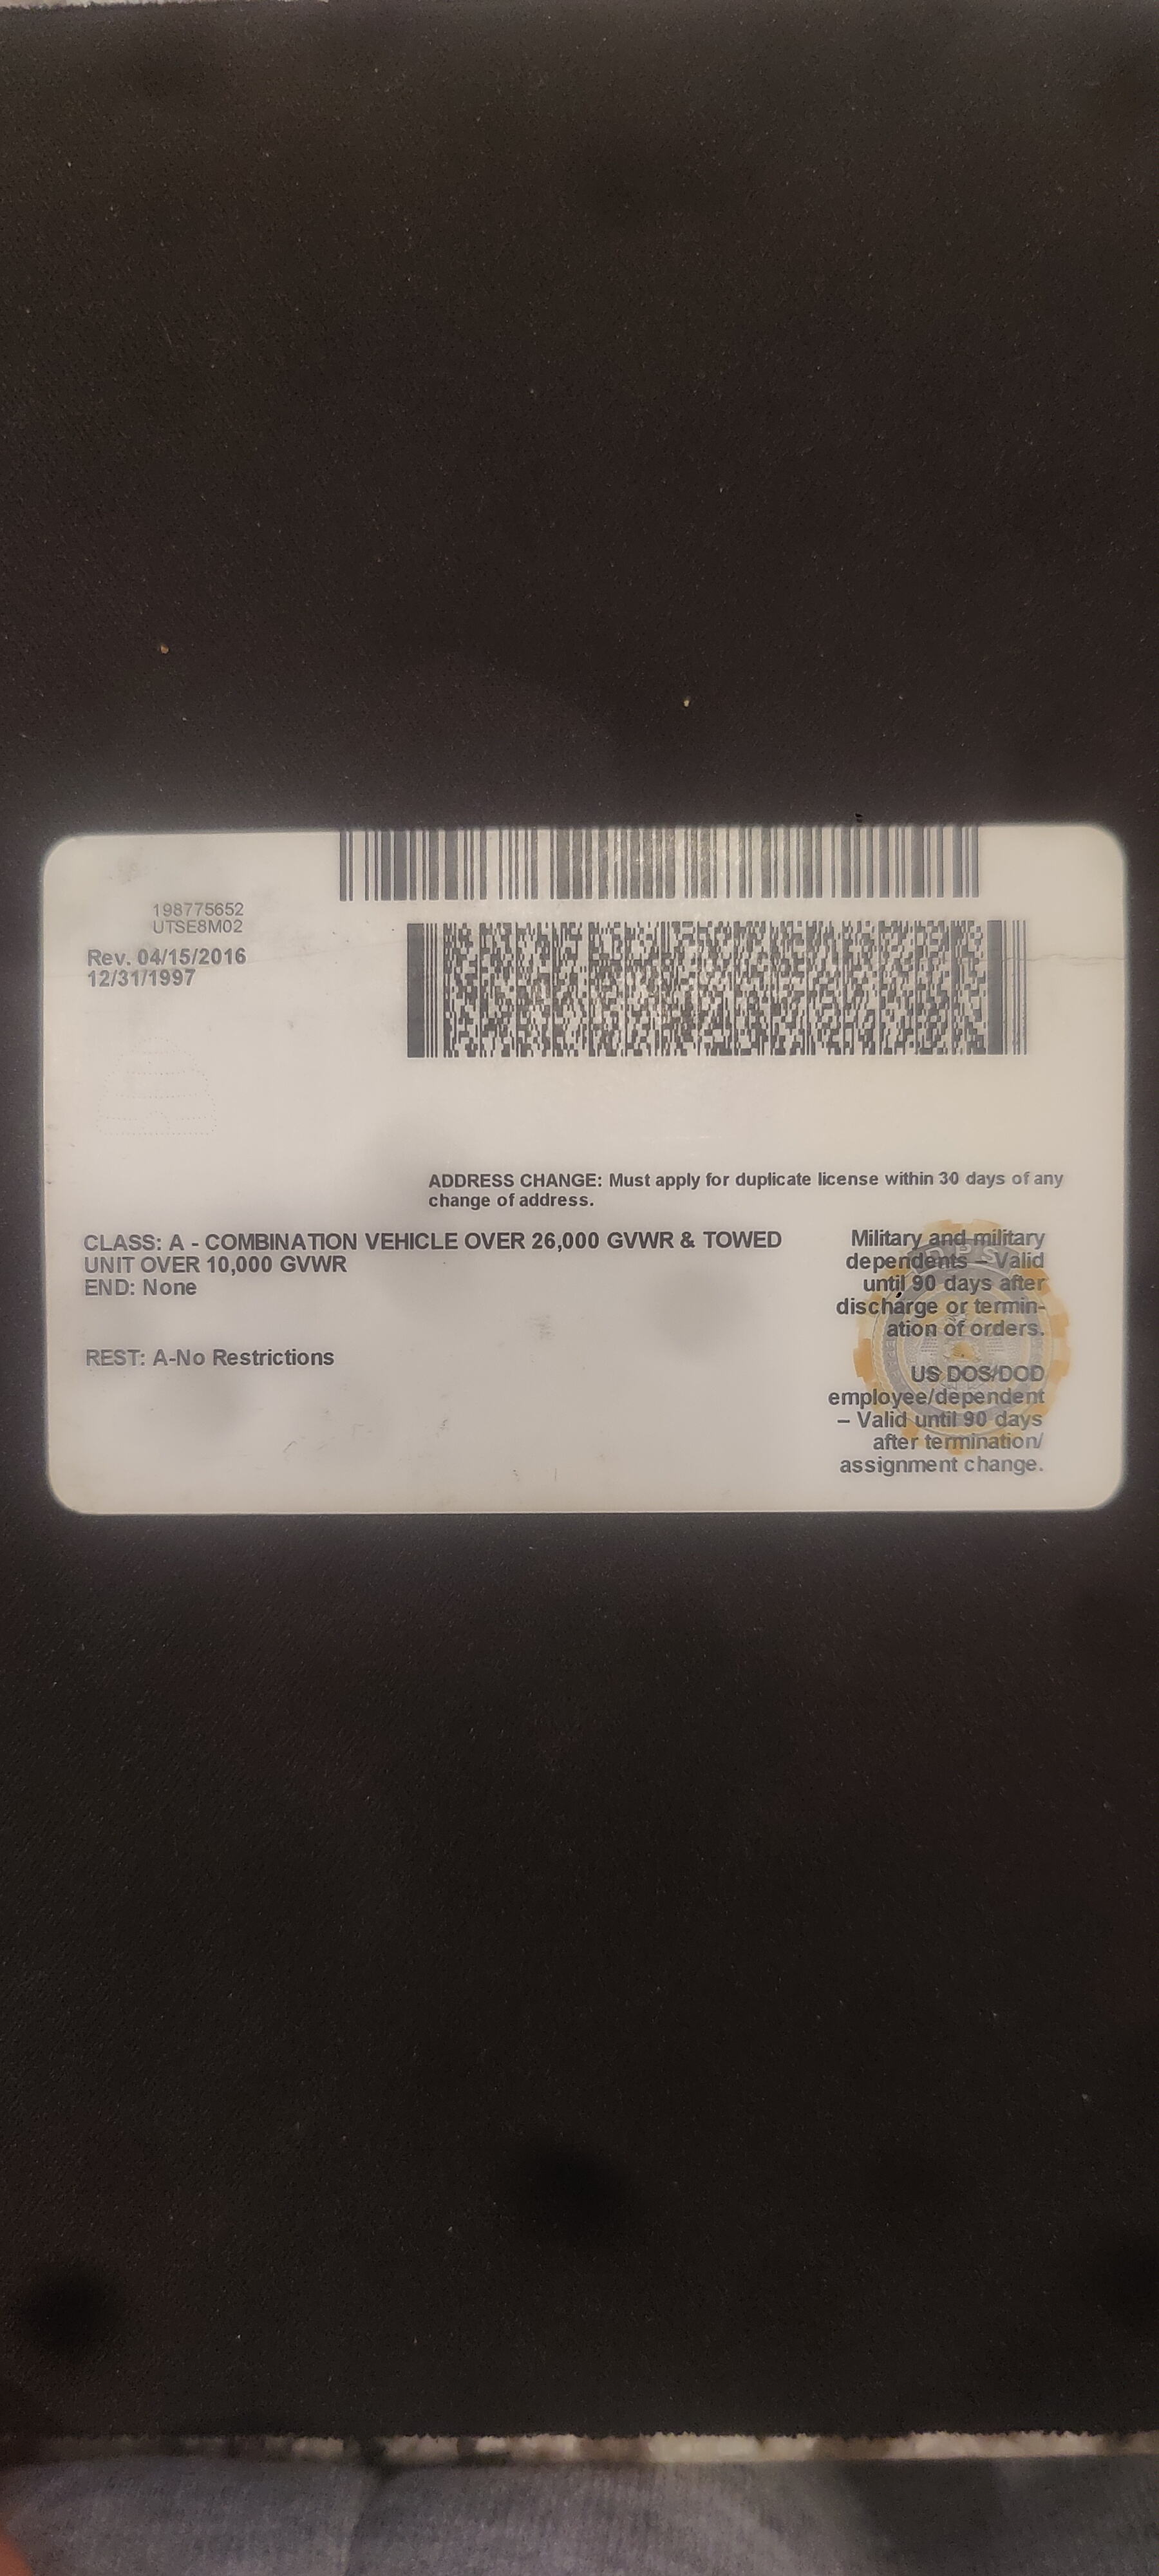 198775652
UTSE8M02
Rev. 04/15/2016
12/31/1997
ADDRESS CHANGE: Must apply for duplicate license within 30 days of any
change of address.
CLASS: A - COMBINATION VEHICLE OVER 26,000 GVWR & TOWED
UNIT OVER 10,000 GVWR
END: None
REST: A-No Restrictions
Military and military
dependents – Valid
until 90 days after
discharge or termin-
ation of orders.
US DOS/DOD
employee/dependent
– Valid until 90 days
after termination/
assignment change.
DPS